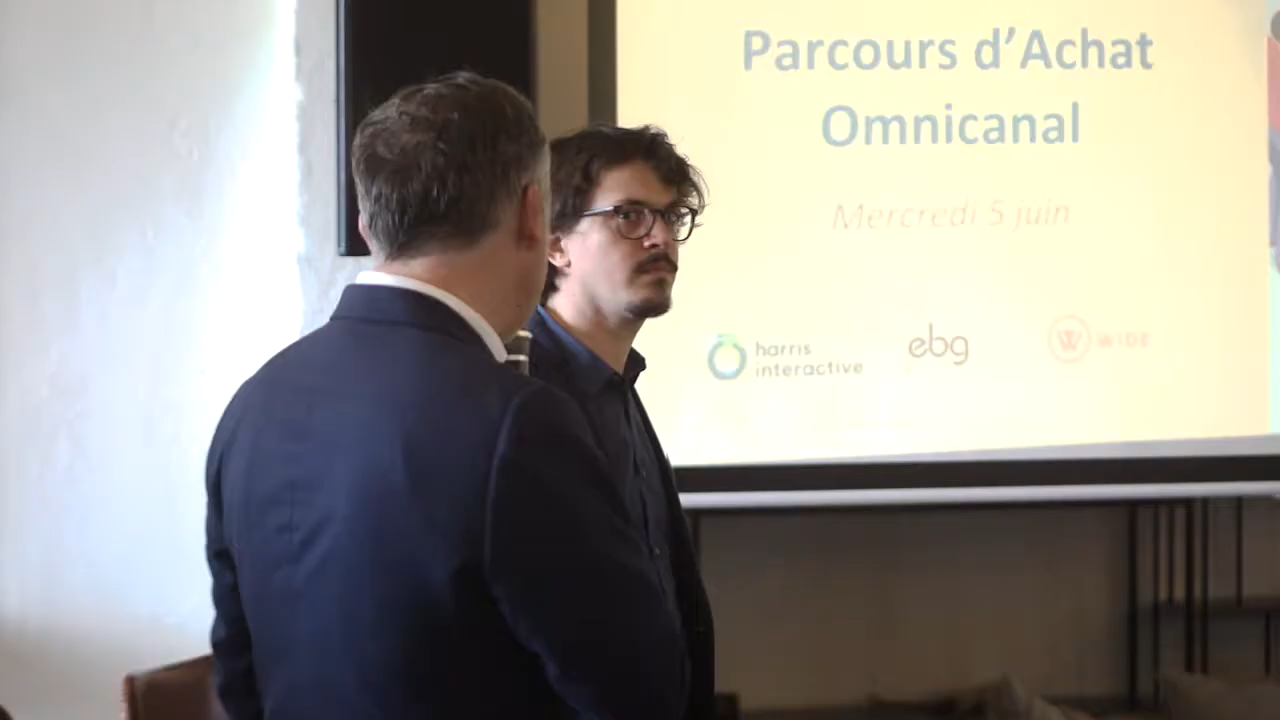 Parcours d'Achat
Omnicanal
Mercredi 5 juin
harris
interactive
ebg
W WIDE